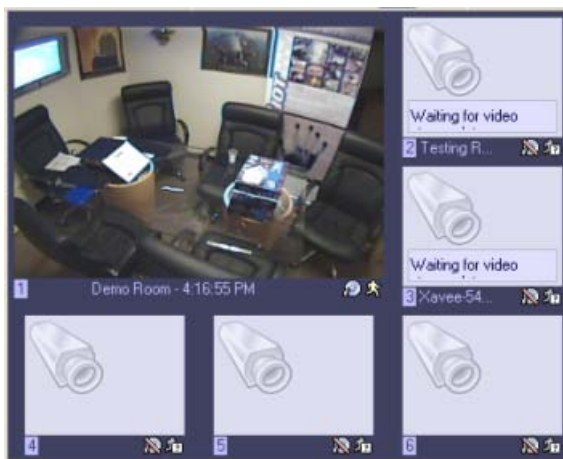 Waiting for video
2 Testing R...
Waiting for video
1 Demo Room - 4:16:55 PM
3 Xavee-54...
4
5
6